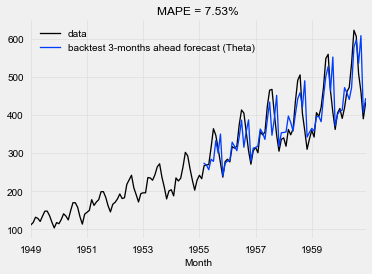 MAPE = 7.53%
data
backtest 3-months ahead forecast (Theta)
600
500
400
300
200
100
1949 1951 1953 1955 1957 1959
Month